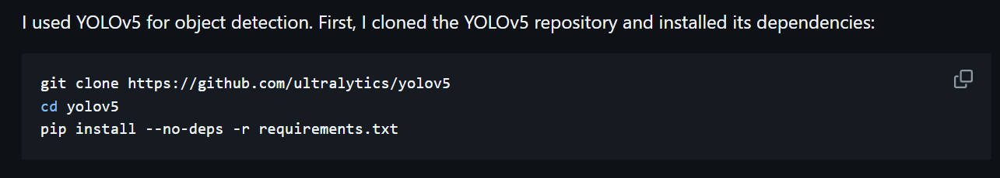 I used YOLOv5 for object detection. First, I cloned the YOLOv5 repository and installed its dependencies:
git clone https://github.com/ultralytics/yolov5
cd yolov5
pip install --no-deps -r requirements.txt